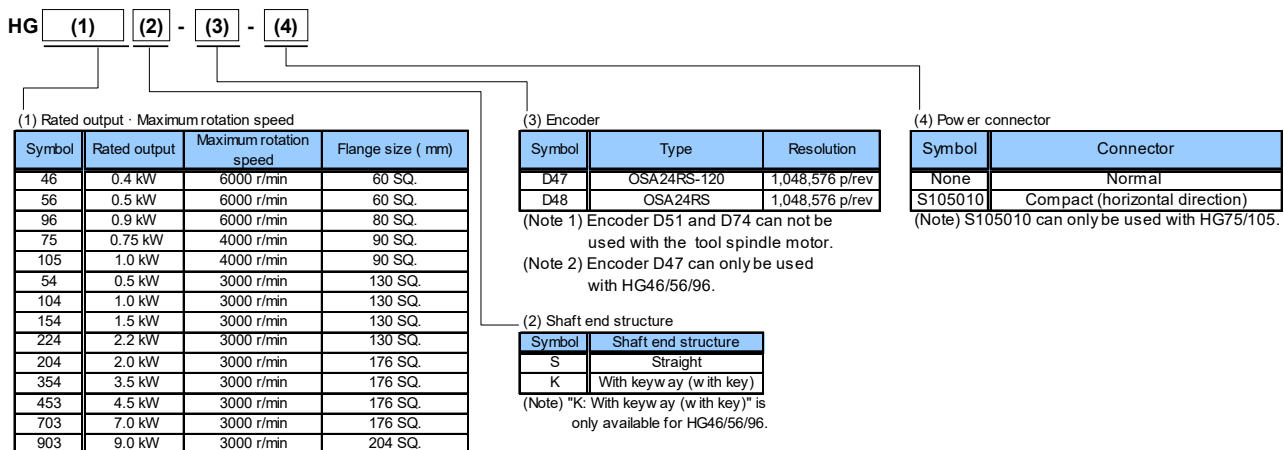 HG (1) (2) - (3) - (4)
(1) Rated output · Maximum rotation speed
Symbol Rated output Maximum rotation speed Flange size ( mm)
46 0.4 kW 6000 r/min 60 SQ.
56 0.5 kW 6000 r/min 60 SQ.
96 0.9 kW 6000 r/min 80 SQ.
75 0.75 kW 4000 r/min 90 SQ.
105 1.0 kW 4000 r/min 90 SQ.
54 0.5 kW 3000 r/min 130 SQ.
104 1.0 kW 3000 r/min 130 SQ.
154 1.5 kW 3000 r/min 130 SQ.
224 2.2 kW 3000 r/min 130 SQ.
204 2.0 kW 3000 r/min 176 SQ.
354 3.5 kW 3000 r/min 176 SQ.
453 4.5 kW 3000 r/min 176 SQ.
703 7.0 kW 3000 r/min 176 SQ.
903 9.0 kW 3000 r/min 204 SQ.
(3) Encoder
Symbol Type Resolution
D47 OSA24RS-120 1,048,576 p/rev
D48 OSA24RS 1,048,576 p/rev
(Note 1) Encoder D51 and D74 can not be
used with the tool spindle motor.
(Note 2) Encoder D47 can only be used
with HG46/56/96.
(2) Shaft end structure
Symbol Shaft end structure
S Straight
K With keyway (with key)
(Note) "K: With keyway (with key)" is
only available for HG46/56/96.
(4) Power connector
Symbol Connector
None Normal
S105010 Compact (horizontal direction)
(Note) S105010 can only be used with HG75/105.